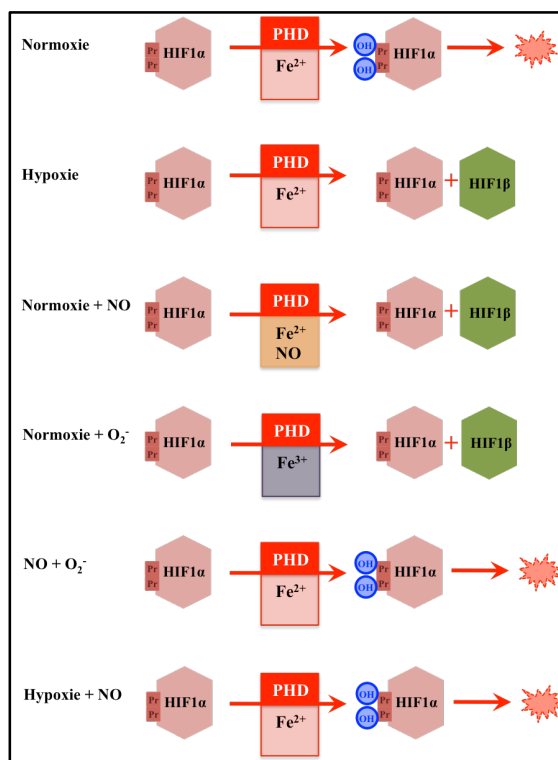 Normoxie
Pr
Pr
HIF1α
PHD
Fe²⁺
OH
OH
Pr
Pr
HIF1α
Hypoxie
Pr
Pr
HIF1α
PHD
Fe²⁺
Pr
Pr
HIF1α
+
HIF1β
Normoxie + NO
Pr
Pr
HIF1α
PHD
Fe²⁺
NO
Pr
Pr
HIF1α
+
HIF1β
Normoxie + O₂⁻
Pr
Pr
HIF1α
PHD
Fe³⁺
Pr
Pr
HIF1α
+
HIF1β
NO + O₂⁻
Pr
Pr
HIF1α
PHD
Fe²⁺
OH
OH
Pr
Pr
HIF1α
Hypoxie + NO
Pr
Pr
HIF1α
PHD
Fe²⁺
OH
OH
Pr
Pr
HIF1α